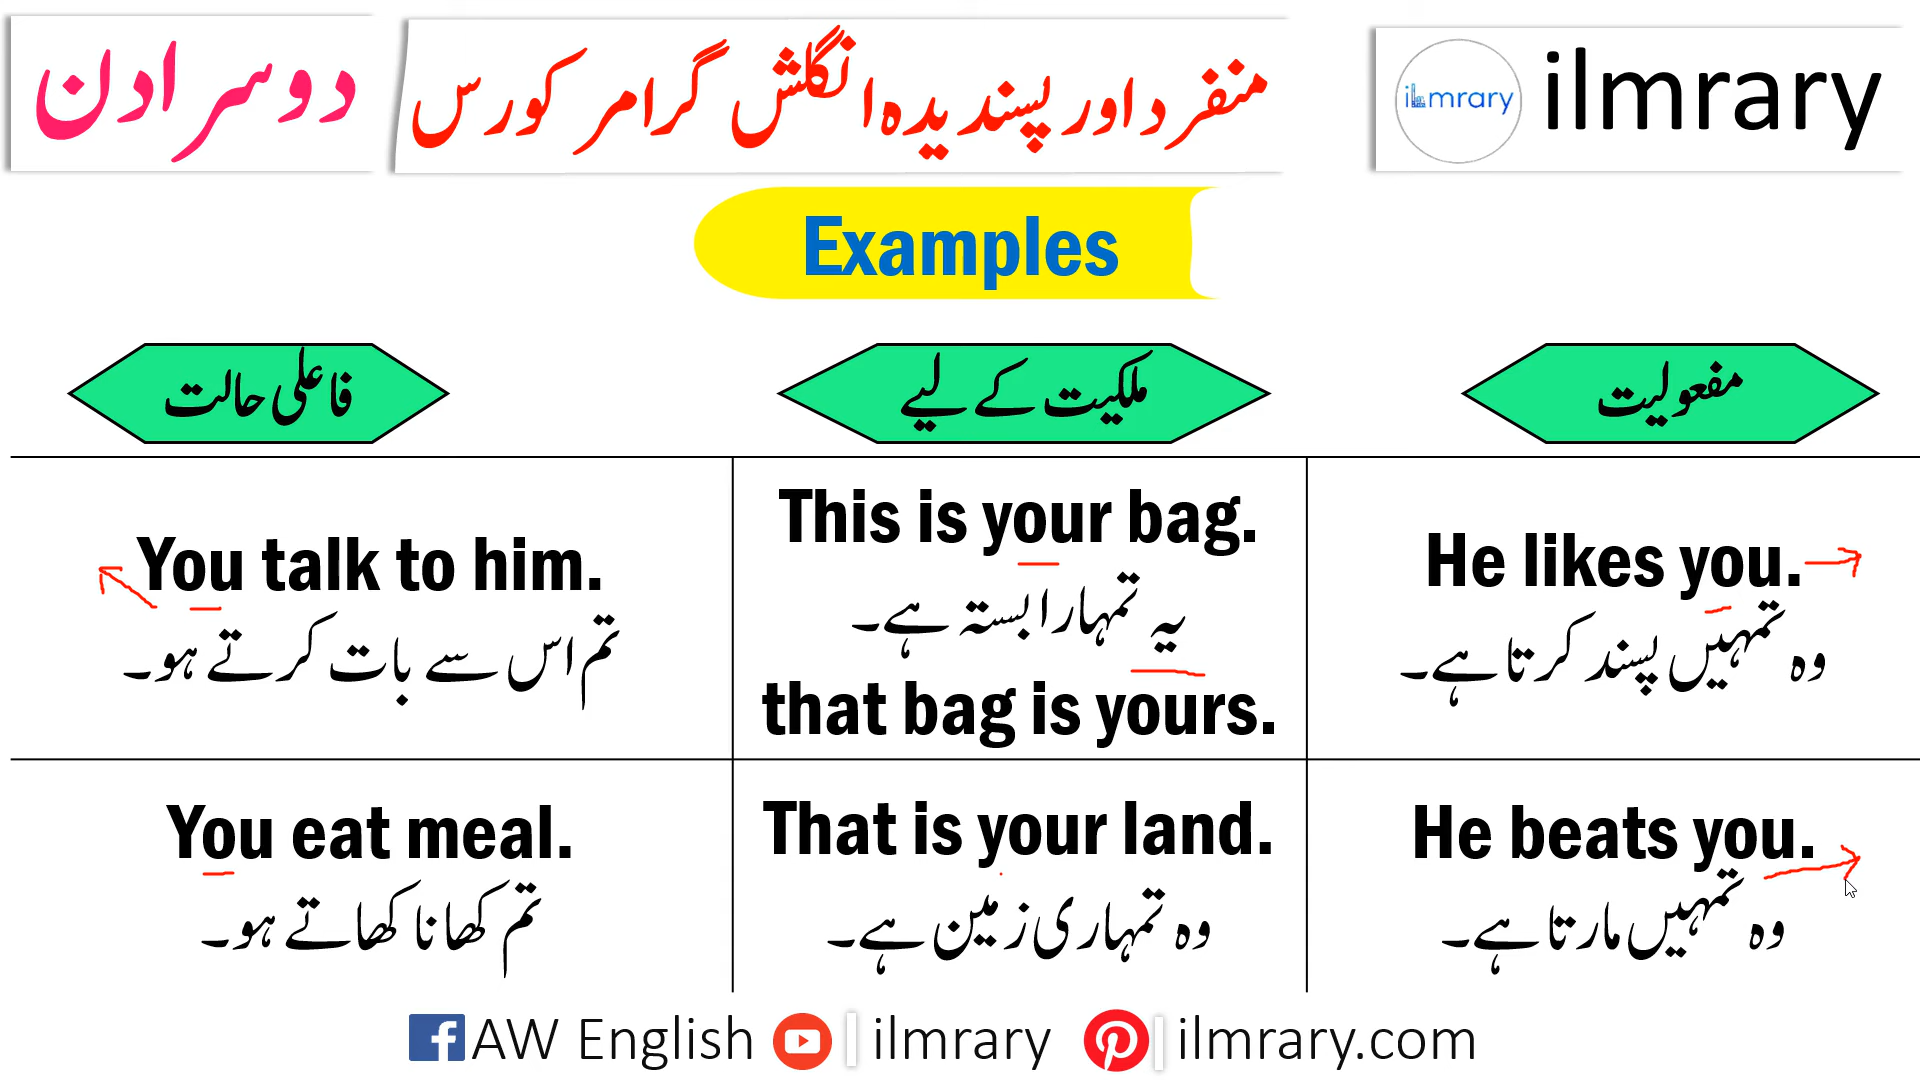 دوسرا دن
منفرد اور پسندیدہ انگلش گرامر کورس
ilmrary
ilmrary
Examples
فاعلی حالت
ملکیت کے لیے
مفعولیت
You talk to him.
تم اس سے بات کرتے ہو۔
This is your bag.
یہ تمہارا بستہ ہے۔
that bag is yours.
He likes you.
وہ تمہیں پسند کرتا ہے۔
You eat meal.
تم کھانا کھاتے ہو۔
That is your land.
وہ تمہاری زمین ہے۔
He beats you.
وہ تمہیں مارتا ہے۔
AW English | ilmrary | ilmrary.com